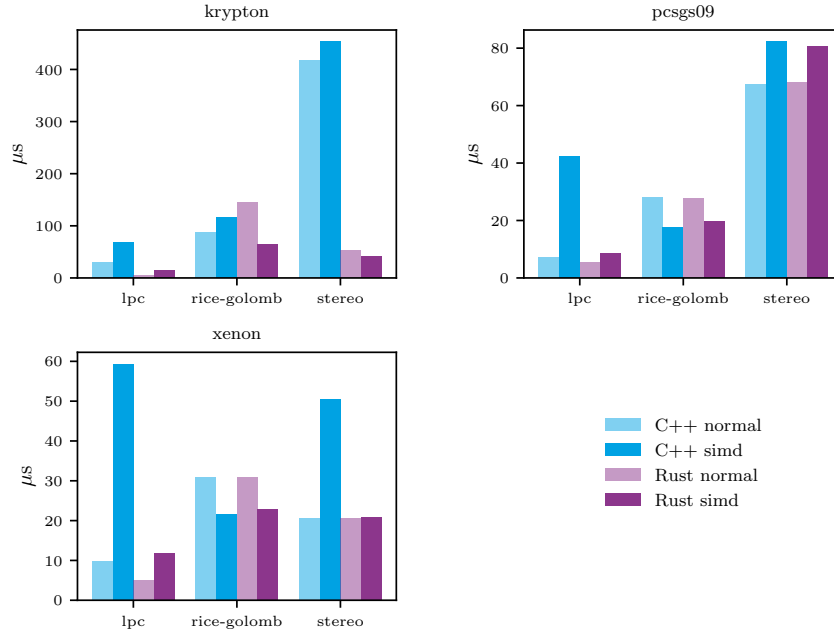 krypton
400
300
200
100
0
μs
lpc
rice-golomb
stereo
pcsgs09
80
60
40
20
0
μs
lpc
rice-golomb
stereo
xenon
60
50
40
30
20
10
0
μs
lpc
rice-golomb
stereo
C++ normal
C++ simd
Rust normal
Rust simd